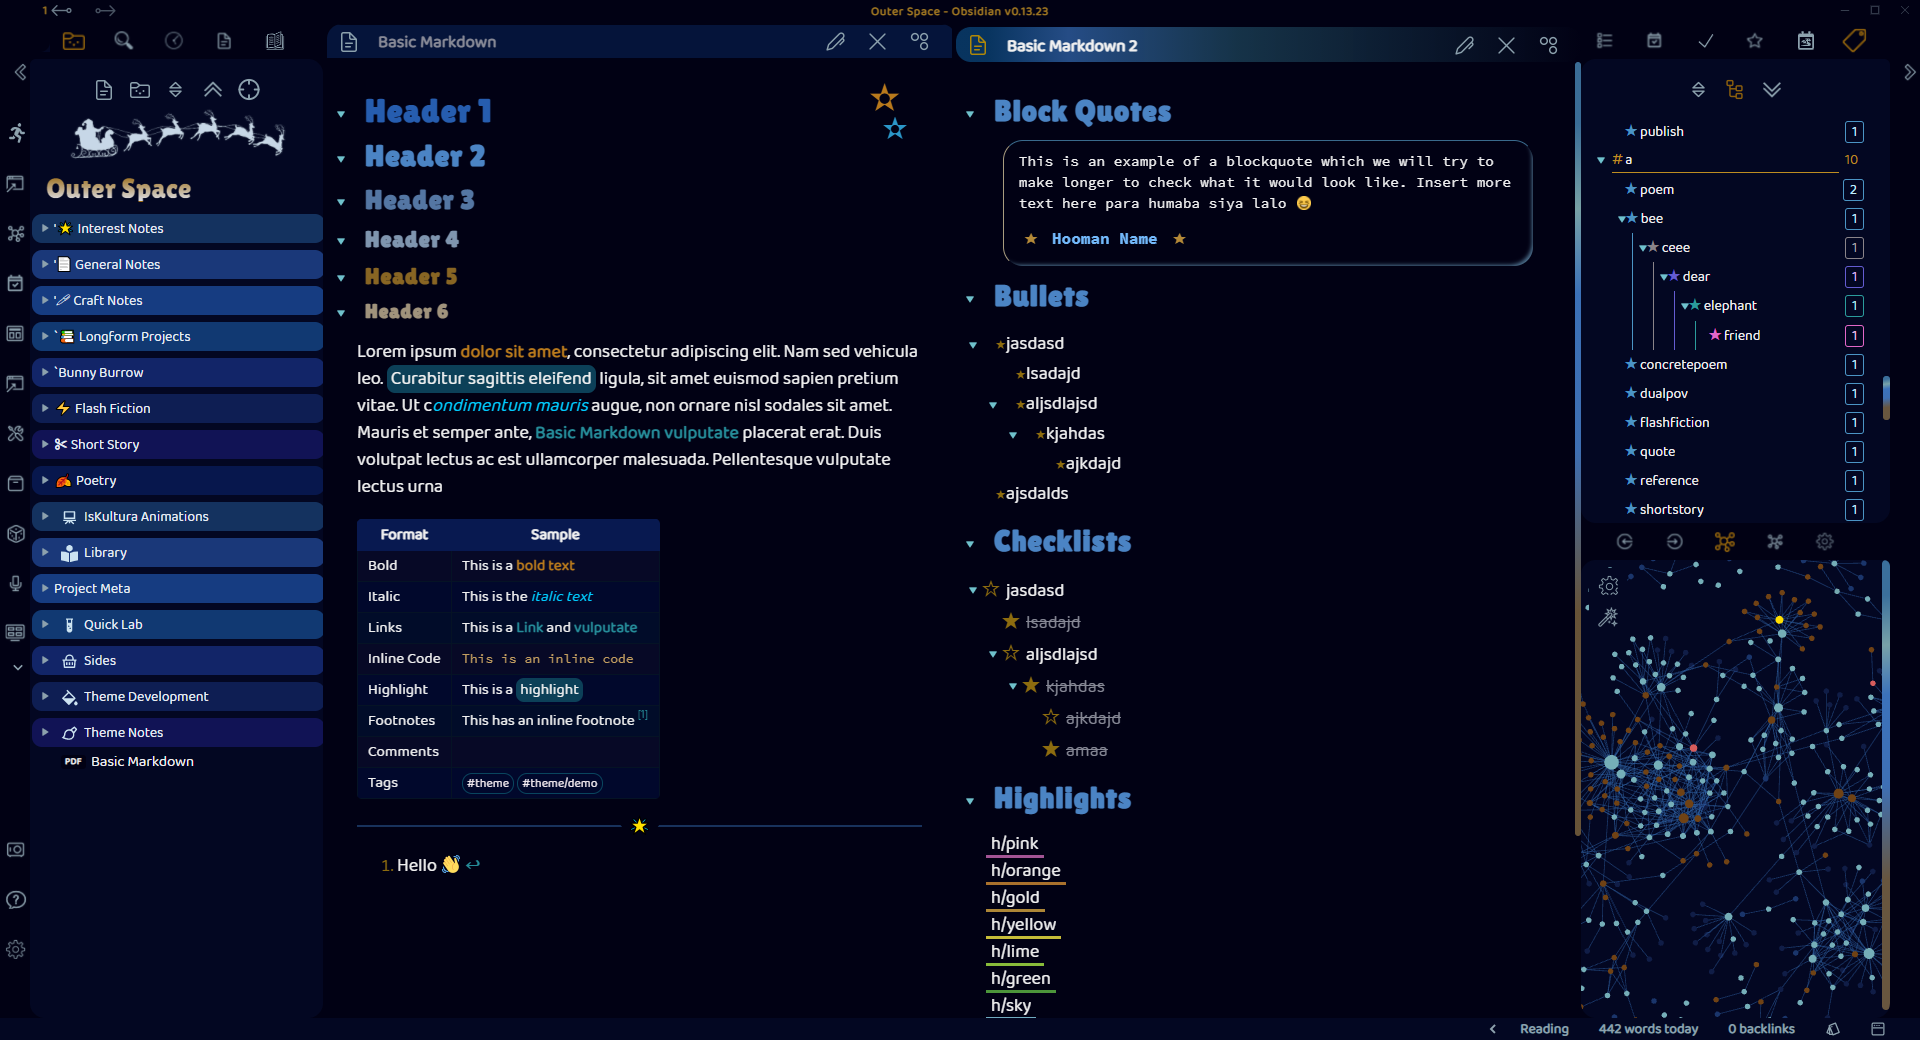 1
Outer Space - Obsidian v0.13.23
Outer Space
' Interest Notes
' General Notes
' Craft Notes
` Longform Projects
`Bunny Burrow
Flash Fiction
Short Story
Poetry
IsKultura Animations
Library
Project Meta
Quick Lab
Sides
Theme Development
Theme Notes
PDF Basic Markdown
Basic Markdown
Header 1
Header 2
Header 3
Header 4
Header 5
Header 6
Lorem ipsum dolor sit amet, consectetur adipiscing elit. Nam sed vehicula
leo. Curabitur sagittis eleifend ligula, sit amet euismod sapien pretium
vitae. Ut condimentum mauris augue, non ornare nisl sodales sit amet.
Mauris et semper ante, Basic Markdown vulputate placerat erat. Duis
volutpat lectus ac est ullamcorper malesuada. Pellentesque vulputate
lectus urna
Format Sample
Bold This is a bold text
Italic This is the italic text
Links This is a Link and vulputate
Inline Code This is an inline code
Highlight This is a highlight
Footnotes This has an inline footnote [1]
Comments
Tags #theme #theme/demo
1. Hello 👋 ↩
Basic Markdown 2
Block Quotes
This is an example of a blockquote which we will try to
make longer to check what it would look like. Insert more
text here para humaba siya lalo 😄
★ Hooman Name ★
Bullets
jasdasd
lsadajd
aljsdlajsd
kjahdas
ajkdajd
ajsdalds
Checklists
jasdasd
lsadajd
aljsdlajsd
kjahdas
ajkdajd
amaa
Highlights
h/pink
h/orange
h/gold
h/yellow
h/lime
h/green
h/sky
publish 1
# a 10
poem 2
bee 1
ceee 1
dear 1
elephant 1
friend 1
concretepoem 1
dualpov 1
flashfiction 1
quote 1
reference 1
shortstory 1
Reading 442 words today 0 backlinks